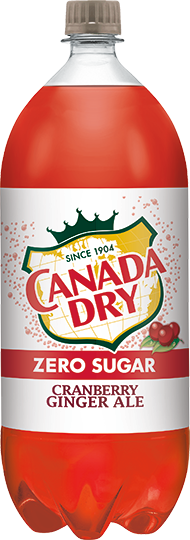 SINCE 1904
CANADA
DRY
ZERO SUGAR
CRANBERRY
GINGER ALE